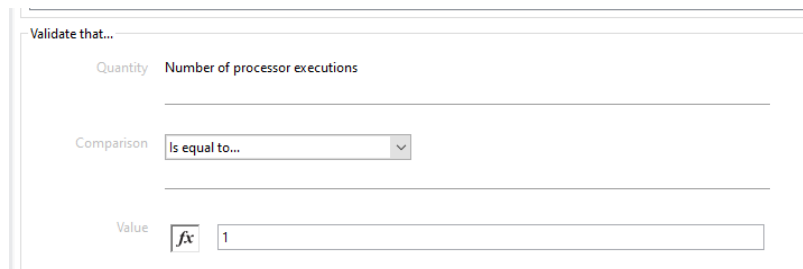 Validate that...
Quantity Number of processor executions
Comparison Is equal to...
Value fx 1